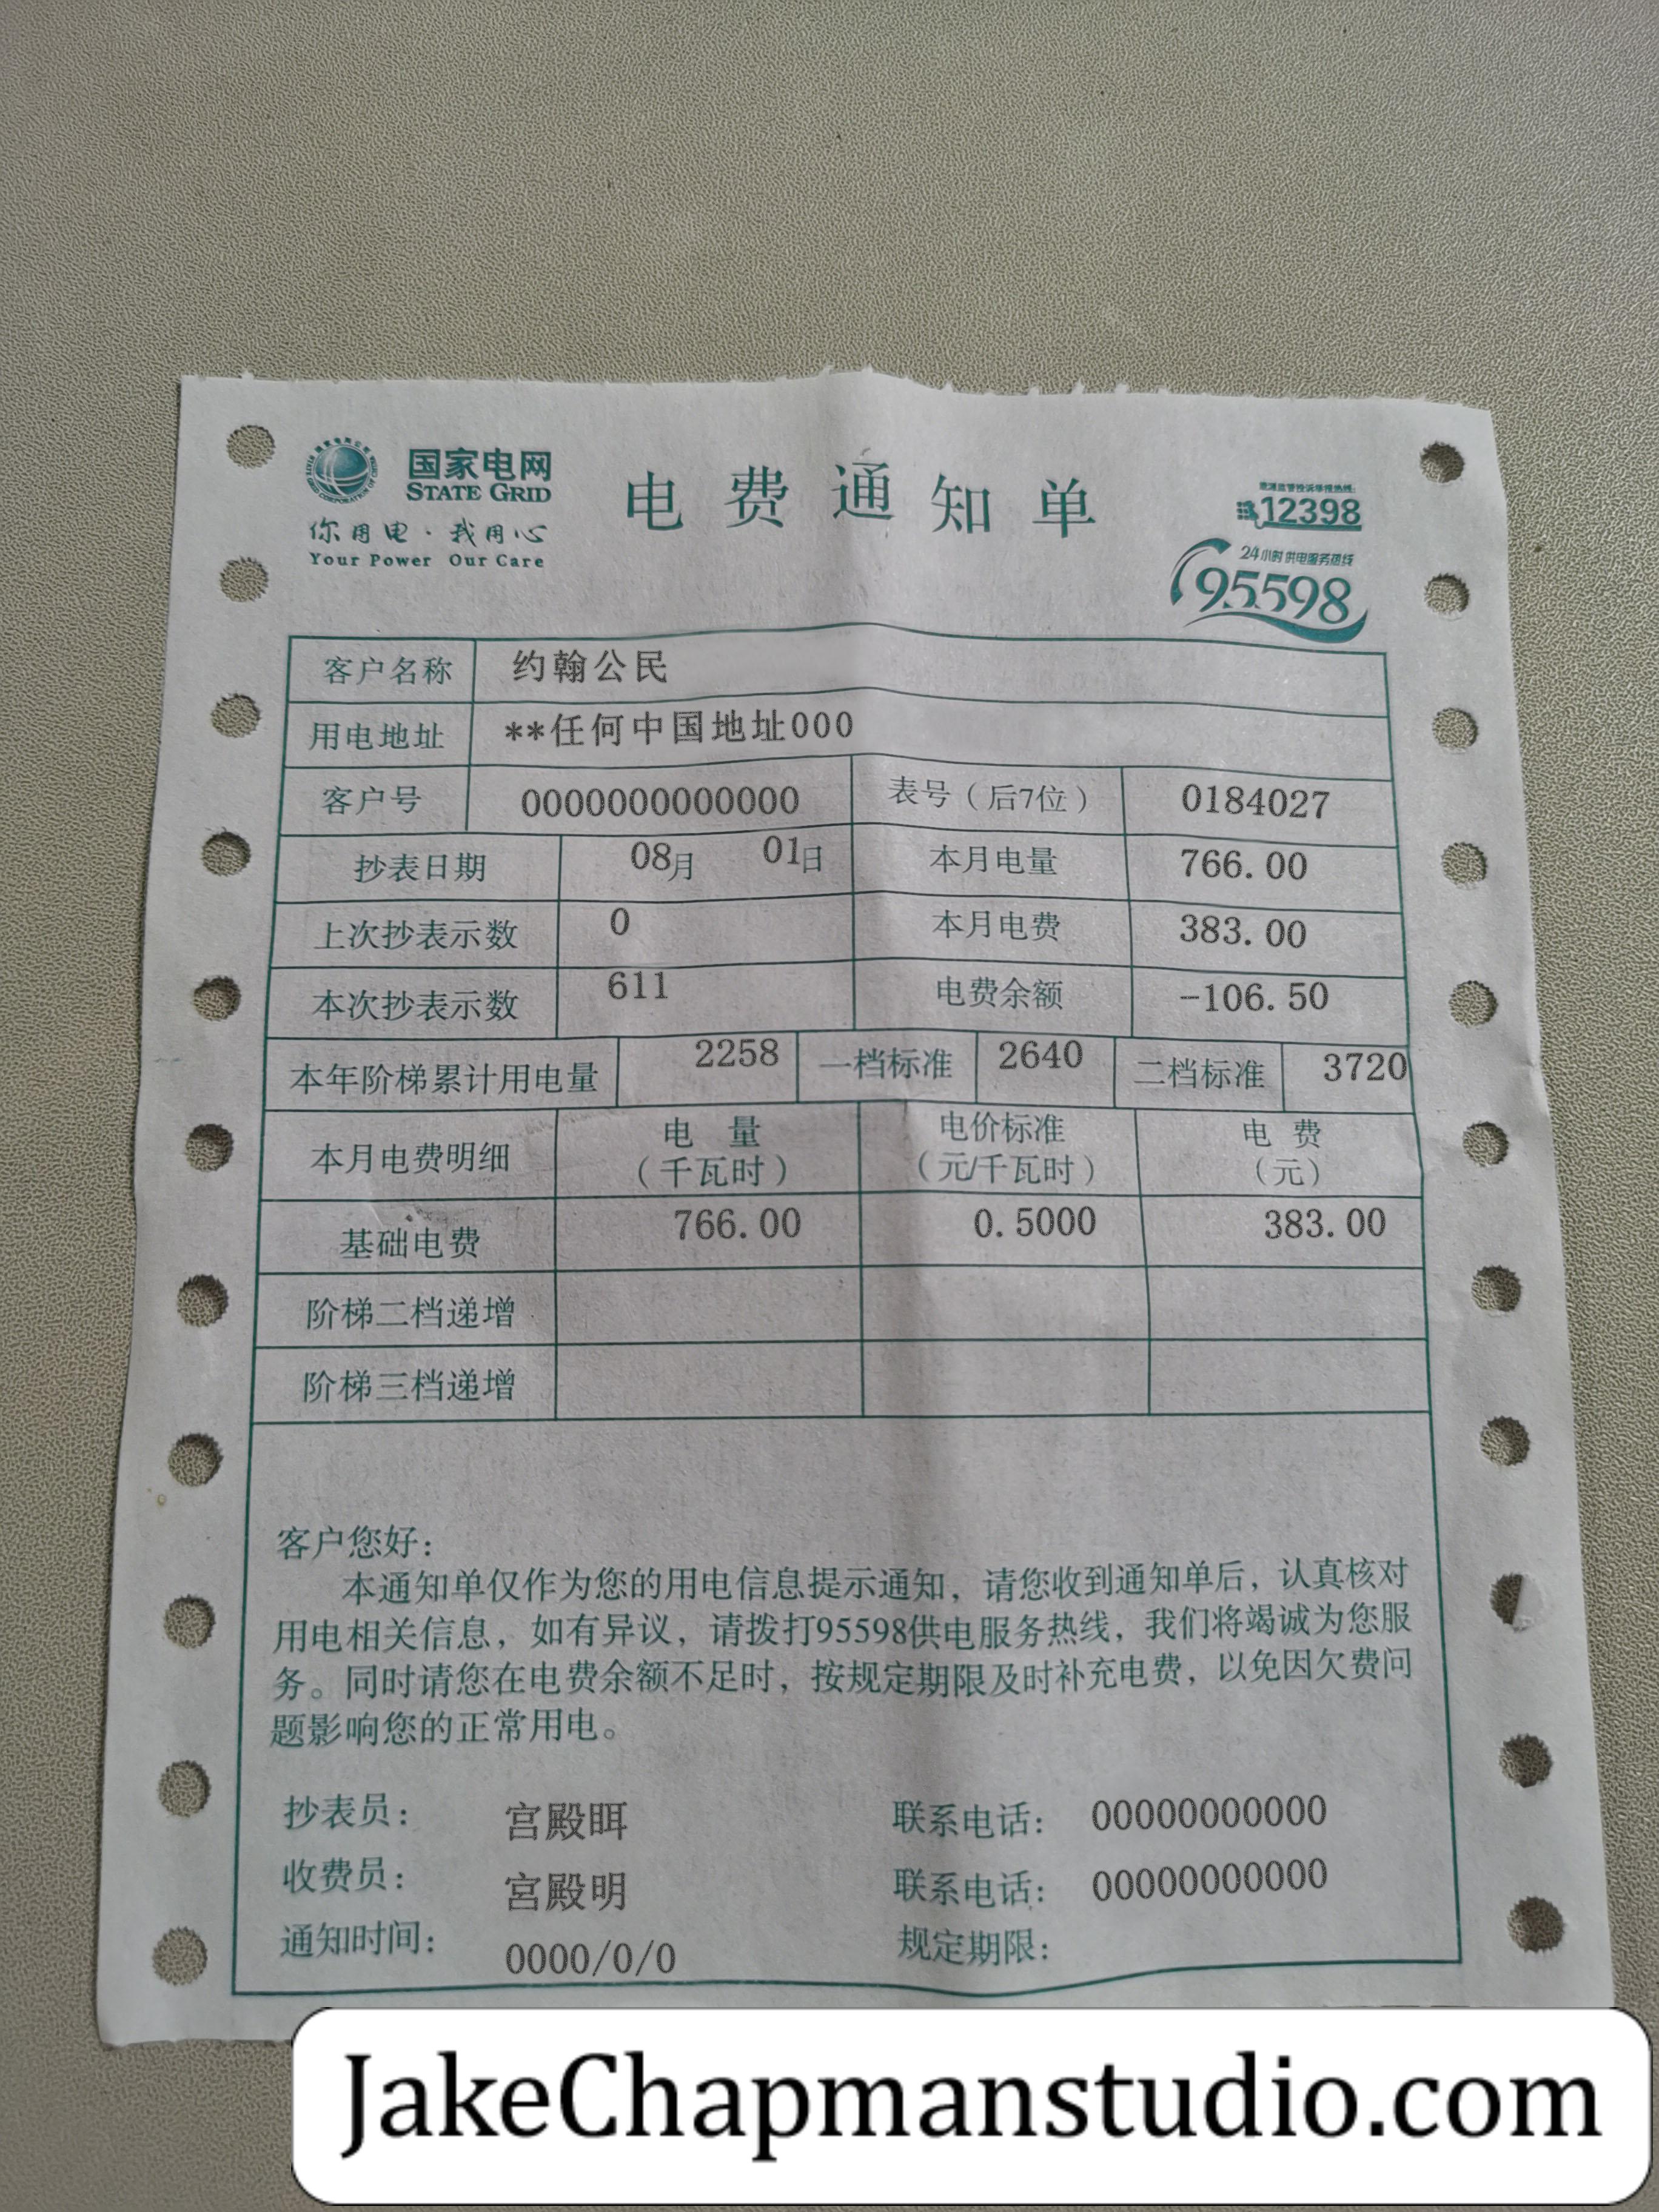 国家电网
STATE GRID
你用电·我用心
Your Power Our Care
电费通知单
12398
24小时供电服务热线
95598
客户名称 约翰公民
用电地址 **任何中国地址000
客户号 0000000000000 表号（后7位） 0184027
抄表日期 08月 01日 本月电量 766.00
上次抄表示数 0 本月电费 383.00
本次抄表示数 611 电费余额 -106.50
本年阶梯累计用电量 2258 一档标准 2640 二档标准 3720
本月电费明细 电 量（千瓦时） 电价标准（元/千瓦时） 电 费（元）
基础电费 766.00 0.5000 383.00
阶梯二档递增
阶梯三档递增
客户您好：
本通知单仅作为您的用电信息提示通知，请您收到通知单后，认真核对
用电相关信息，如有异议，请拨打95598供电服务热线，我们将竭诚为您服
务。同时请您在电费余额不足时，按规定期限及时补充电费，以免因欠费问
题影响您的正常用电。
抄表员： 宫殿眲 联系电话： 00000000000
收费员： 宫殿明 联系电话： 00000000000
通知时间： 0000/0/0 规定期限：
JakeChapmanstudio.com